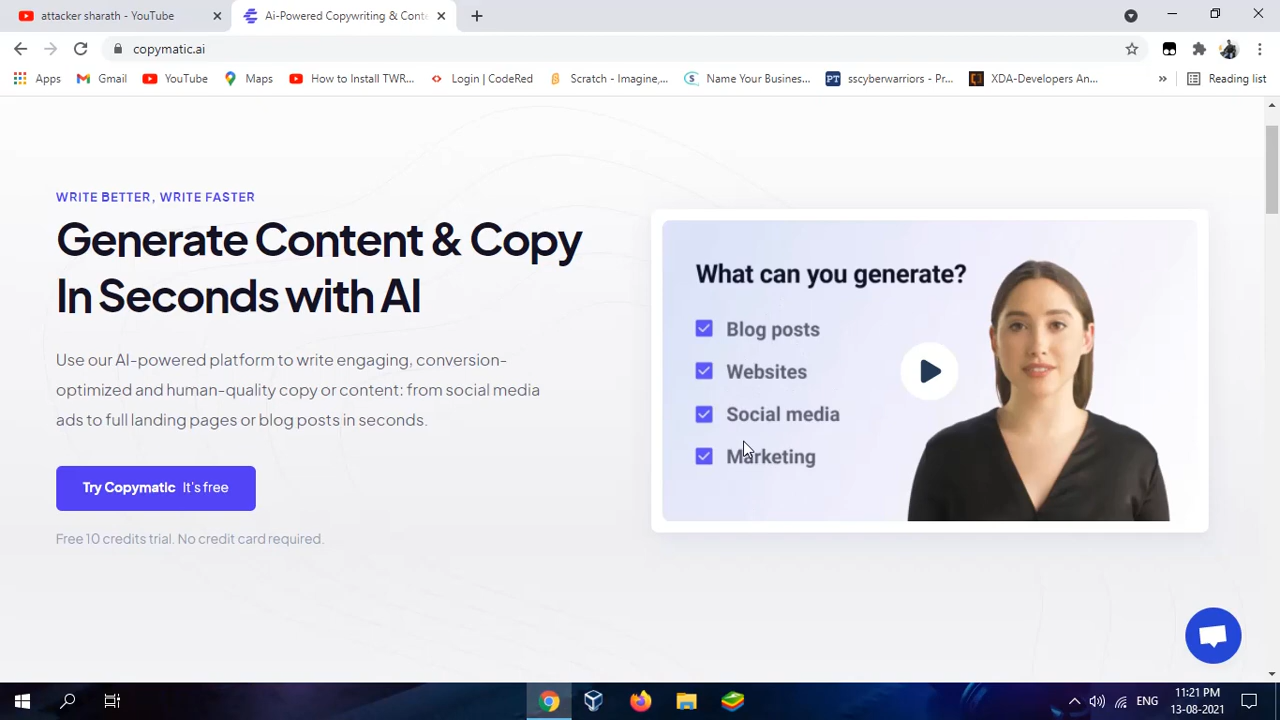 attacker sharath - YouTube
Ai-Powered Copywriting & Conte
copymatic.ai
Apps
Gmail
YouTube
Maps
How to Install TWR...
Login | CodeRed
Scratch - Imagine,...
Name Your Busines...
PT
sscyberwarriors - Pr...
XDA-Developers An...
»
Reading list
WRITE BETTER, WRITE FASTER
Generate Content & Copy
In Seconds with AI
Use our AI-powered platform to write engaging, conversion-
optimized and human-quality copy or content: from social media
ads to full landing pages or blog posts in seconds.
Try Copymatic It's free
Free 10 credits trial. No credit card required.
What can you generate?
Blog posts
Websites
Social media
Marketing
ENG
11:21 PM
13-08-2021